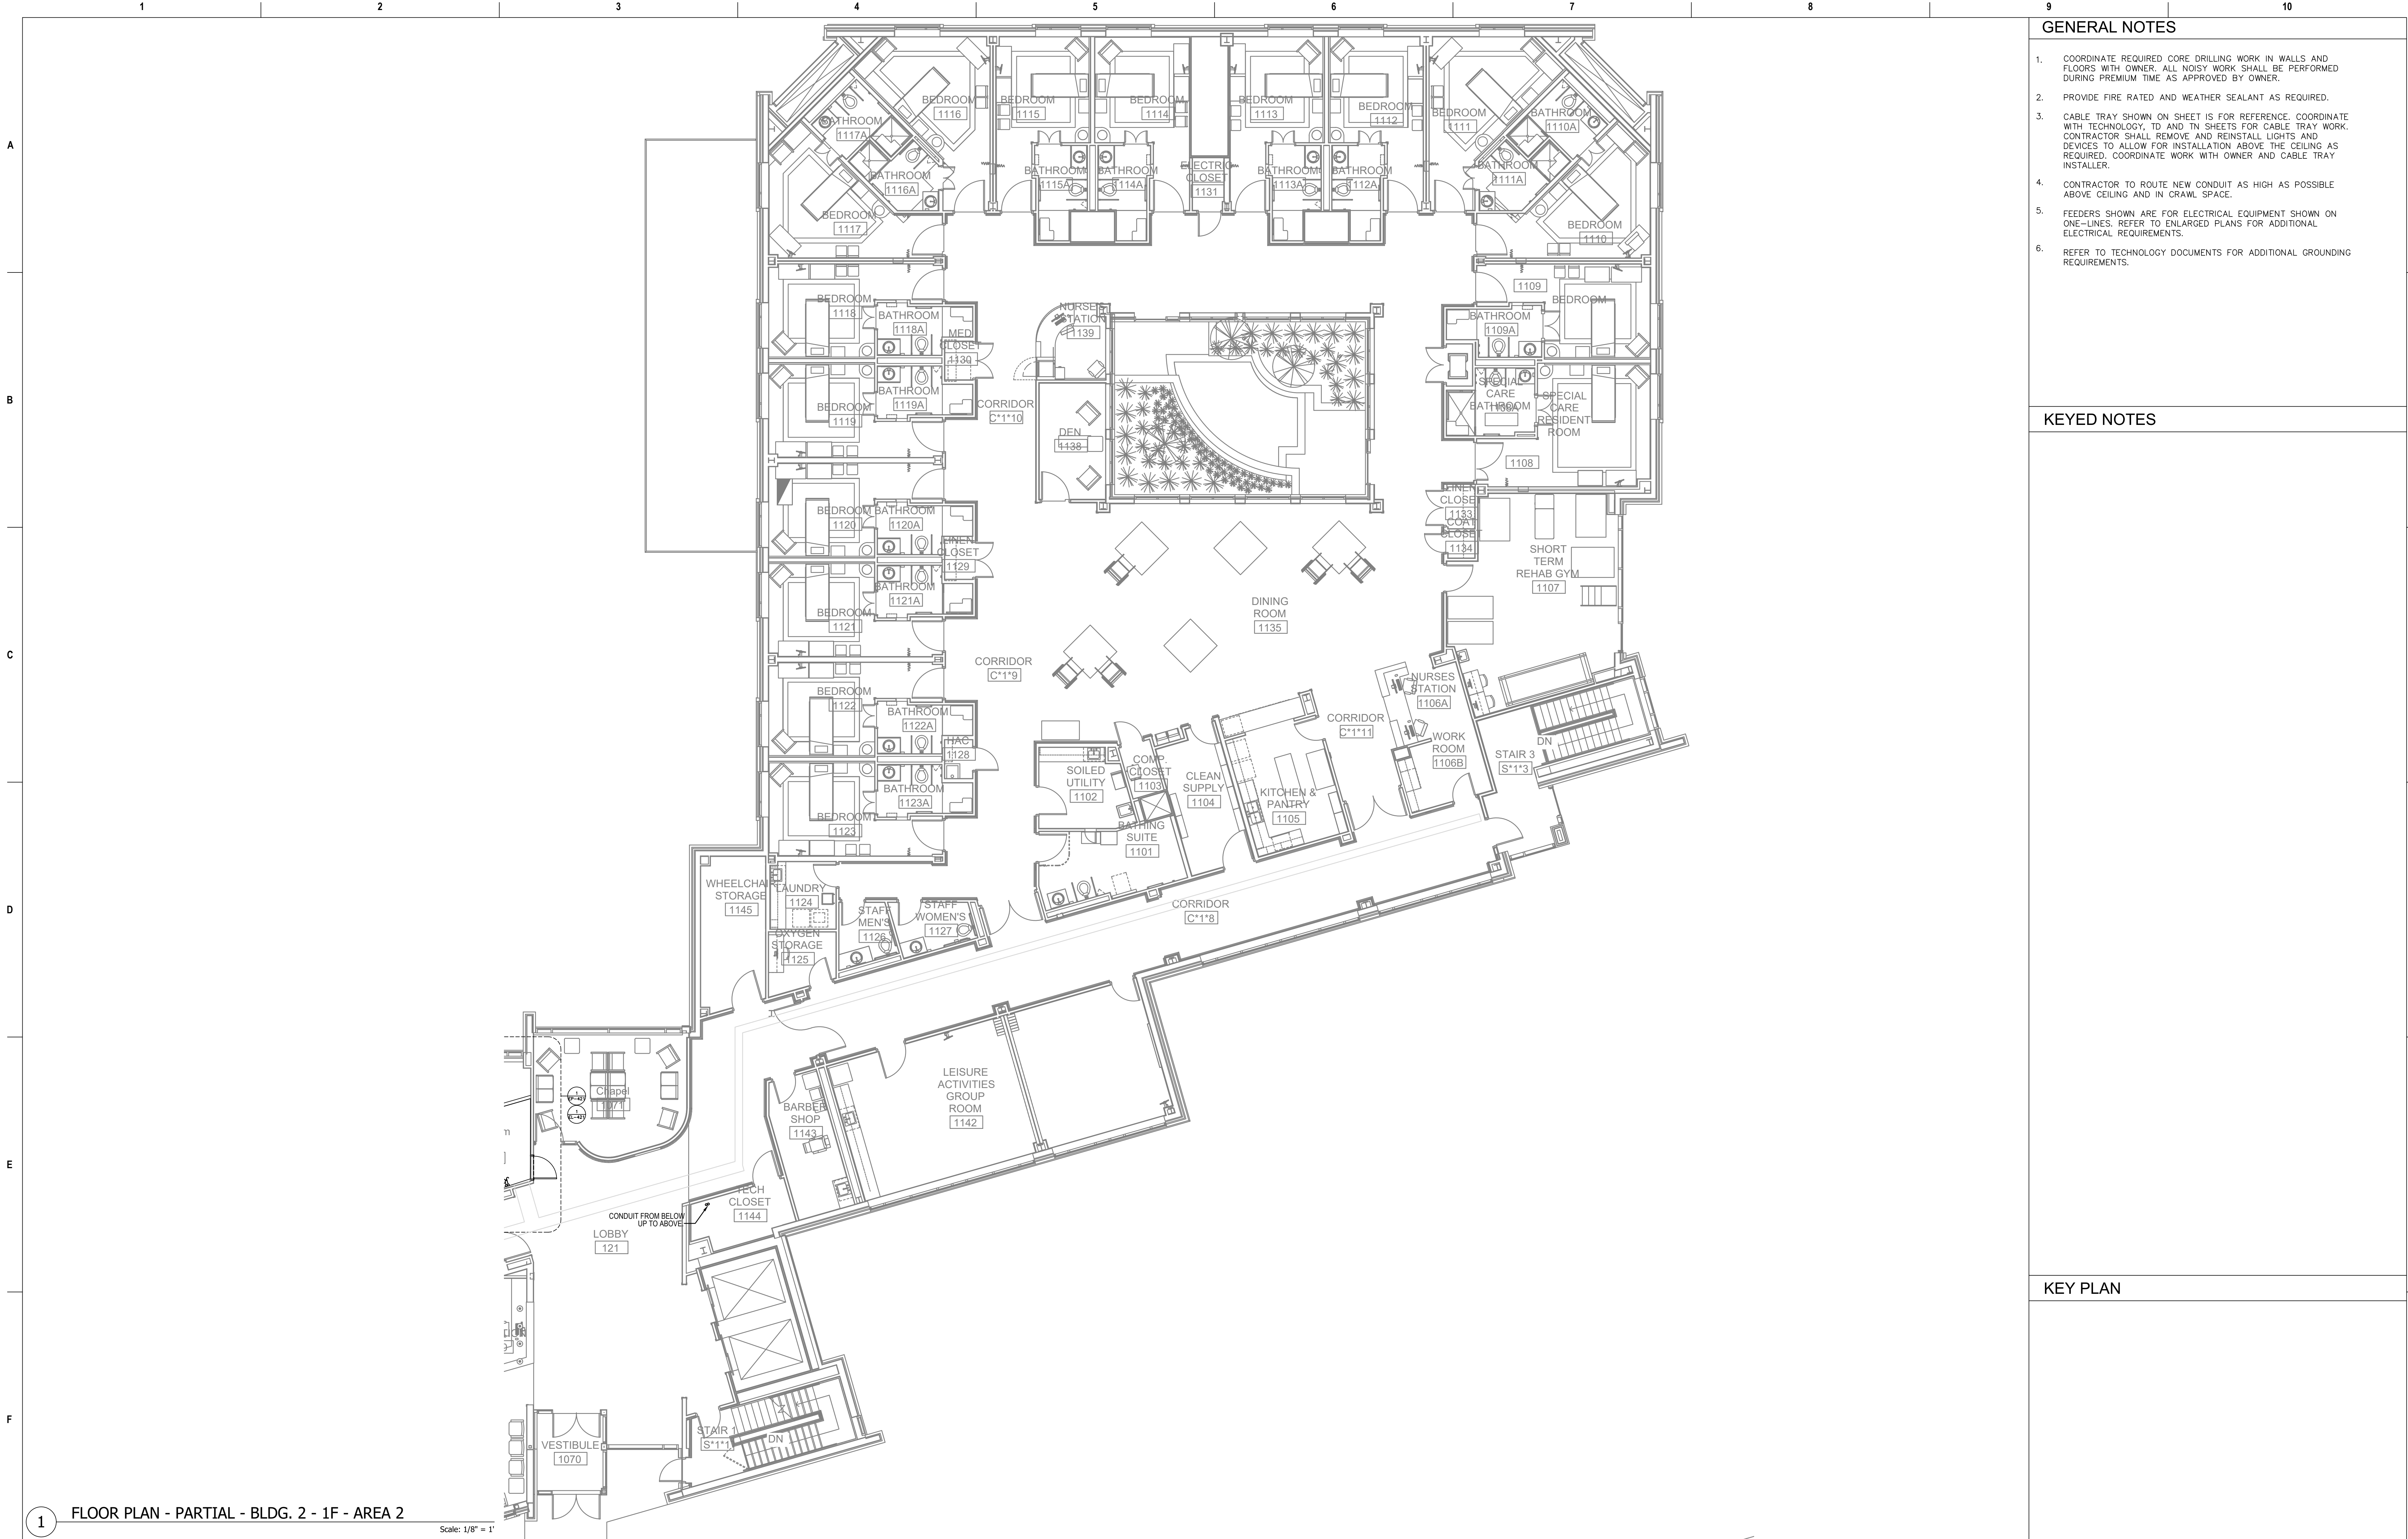 1 2 3 4 5 6 7 8 9 10
A
B
C
D
E
F
GENERAL NOTES
1. COORDINATE REQUIRED CORE DRILLING WORK IN WALLS AND
FLOORS WITH OWNER. ALL NOISY WORK SHALL BE PERFORMED
DURING PREMIUM TIME AS APPROVED BY OWNER.
2. PROVIDE FIRE RATED AND WEATHER SEALANT AS REQUIRED.
3. CABLE TRAY SHOWN ON SHEET IS FOR REFERENCE. COORDINATE
WITH TECHNOLOGY, TD AND TN SHEETS FOR CABLE TRAY WORK.
CONTRACTOR SHALL REMOVE AND REINSTALL LIGHTS AND
DEVICES TO ALLOW FOR INSTALLATION ABOVE THE CEILING AS
REQUIRED. COORDINATE WORK WITH OWNER AND CABLE TRAY
INSTALLER.
4. CONTRACTOR TO ROUTE NEW CONDUIT AS HIGH AS POSSIBLE
ABOVE CEILING AND IN CRAWL SPACE.
5. FEEDERS SHOWN ARE FOR ELECTRICAL EQUIPMENT SHOWN ON
ONE-LINES. REFER TO ENLARGED PLANS FOR ADDITIONAL
ELECTRICAL REQUIREMENTS.
6. REFER TO TECHNOLOGY DOCUMENTS FOR ADDITIONAL GROUNDING
REQUIREMENTS.
KEYED NOTES
KEY PLAN
BEDROOM
1116
BEDROOM
1115
BEDROOM
1114
BEDROOM
1113
BEDROOM
1112
BEDROOM
1111
BATHROOM
1110A
BATHROOM
1117A
BATHROOM
1116A
BATHROOM
1115A
BATHROOM
1114A
ELECTRIC
CLOSET
1131
BATHROOM
1113A
BATHROOM
1112A
BATHROOM
1111A
BEDROOM
1117
BEDROOM
1110
BEDROOM
1118
BATHROOM
1118A
MED
CLOSET
1130
NURSES
STATION
1139
1109
BEDROOM
BATHROOM
1109A
BEDROOM
1119
BATHROOM
1119A
CORRIDOR
C*1*10
DEN
1138
SPECIAL
CARE
BATHROOM
SPECIAL
CARE
RESIDENT
ROOM
1108
BEDROOM
1120
BATHROOM
1120A
LINEN
CLOSET
1129
LINEN
CLOSET
1133
COAT
CLOSET
1134
SHORT
TERM
REHAB GYM
1107
BEDROOM
1121
BATHROOM
1121A
DINING
ROOM
1135
CORRIDOR
C*1*9
BEDROOM
1122
BATHROOM
1122A
HAC
1128
NURSES
STATION
1106A
CORRIDOR
C*1*11
WORK
ROOM
1106B
STAIR 3
S*1*3
DN
BEDROOM
1123
BATHROOM
1123A
SOILED
UTILITY
1102
COMP.
CLOSET
1103
CLEAN
SUPPLY
1104
KITCHEN &
PANTRY
1105
BATHING
SUITE
1101
WHEELCHAIR
STORAGE
1145
LAUNDRY
1124
STAFF
MEN'S
1126
STAFF
WOMEN'S
1127
OXYGEN
STORAGE
1125
CORRIDOR
C*1*8
Chapel
1071
1
EP-421
1
EL-421
m
BARBER
SHOP
1143
LEISURE
ACTIVITIES
GROUP
ROOM
1142
TECH
CLOSET
1144
CONDUIT FROM BELOW
UP TO ABOVE.
LOBBY
121
STAIR 1
S*1*1
DN
VESTIBULE
1070
1
FLOOR PLAN - PARTIAL - BLDG. 2 - 1F - AREA 2
Scale: 1/8" = 1'